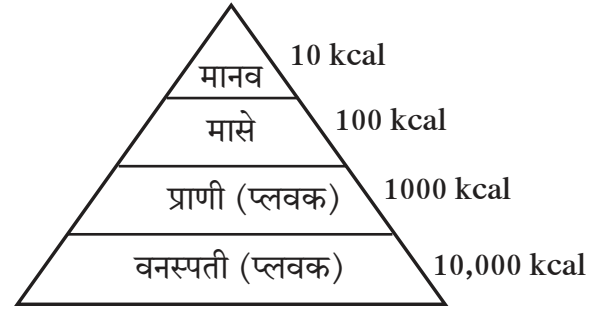 मानव 10 kcal
मासे 100 kcal
प्राणी (प्लवक) 1000 kcal
वनस्पती (प्लवक) 10,000 kcal